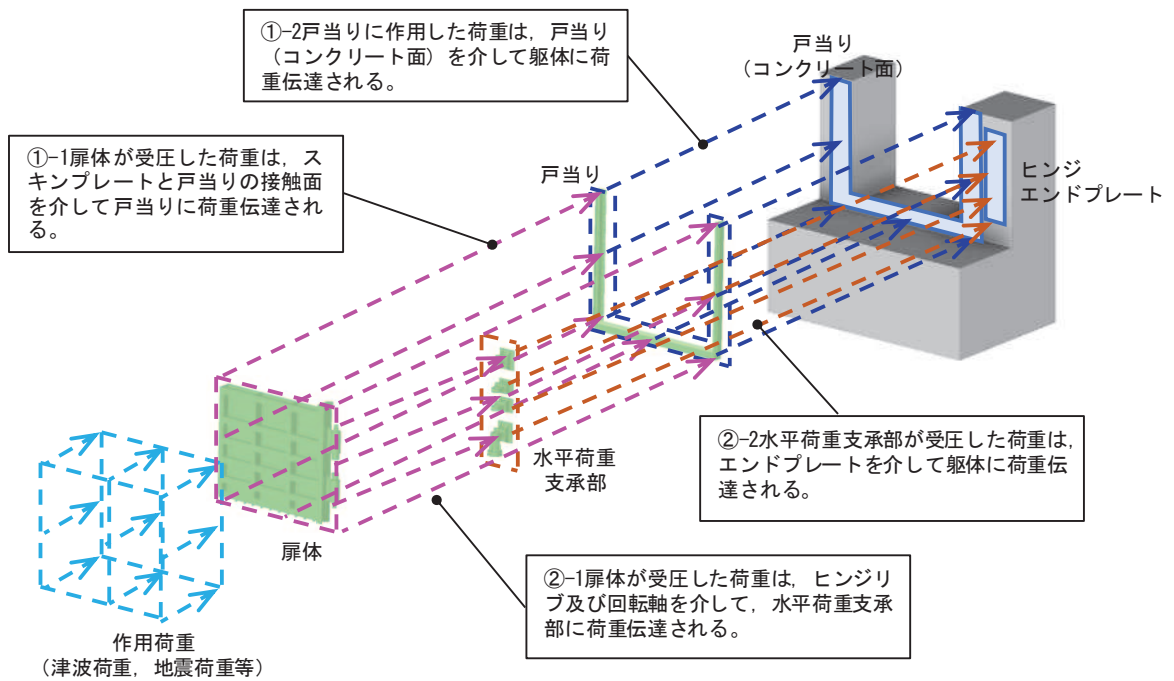 ①-2戸当りに作用した荷重は，戸当り
（コンクリート面）を介して躯体に荷
重伝達される。
戸当り
（コンクリート面）
①-1扉体が受圧した荷重は，ス
キンプレートと戸当りの接触面
を介して戸当りに荷重伝達され
る。
戸当り
ヒンジ
エンドプレート
②-2水平荷重支承部が受圧した荷重は，
エンドプレートを介して躯体に荷重伝
達される。
水平荷重
支承部
扉体
②-1扉体が受圧した荷重は，ヒンジリ
ブ及び回転軸を介して，水平荷重支承
部に荷重伝達される。
作用荷重
（津波荷重，地震荷重等）